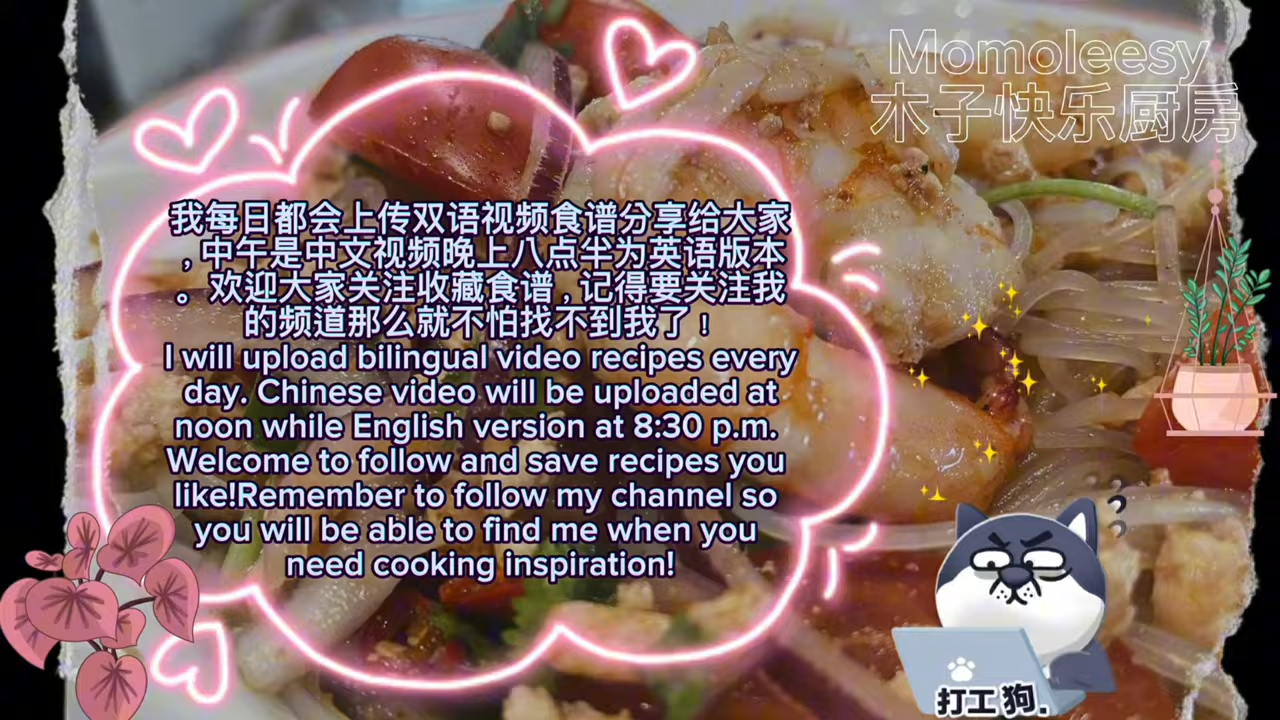 Momoleesy
木子快乐厨房
我每日都会上传双语视频食谱分享给大家
,中午是中文视频晚上八点半为英语版本
。欢迎大家关注收藏食谱,记得要关注我
的频道那么就不怕找不到我了!
I will upload bilingual video recipes every
day. Chinese video will be uploaded at
noon while English version at 8:30 p.m.
Welcome to follow and save recipes you
like!Remember to follow my channel so
you will be able to find me when you
need cooking inspiration!
打工狗.